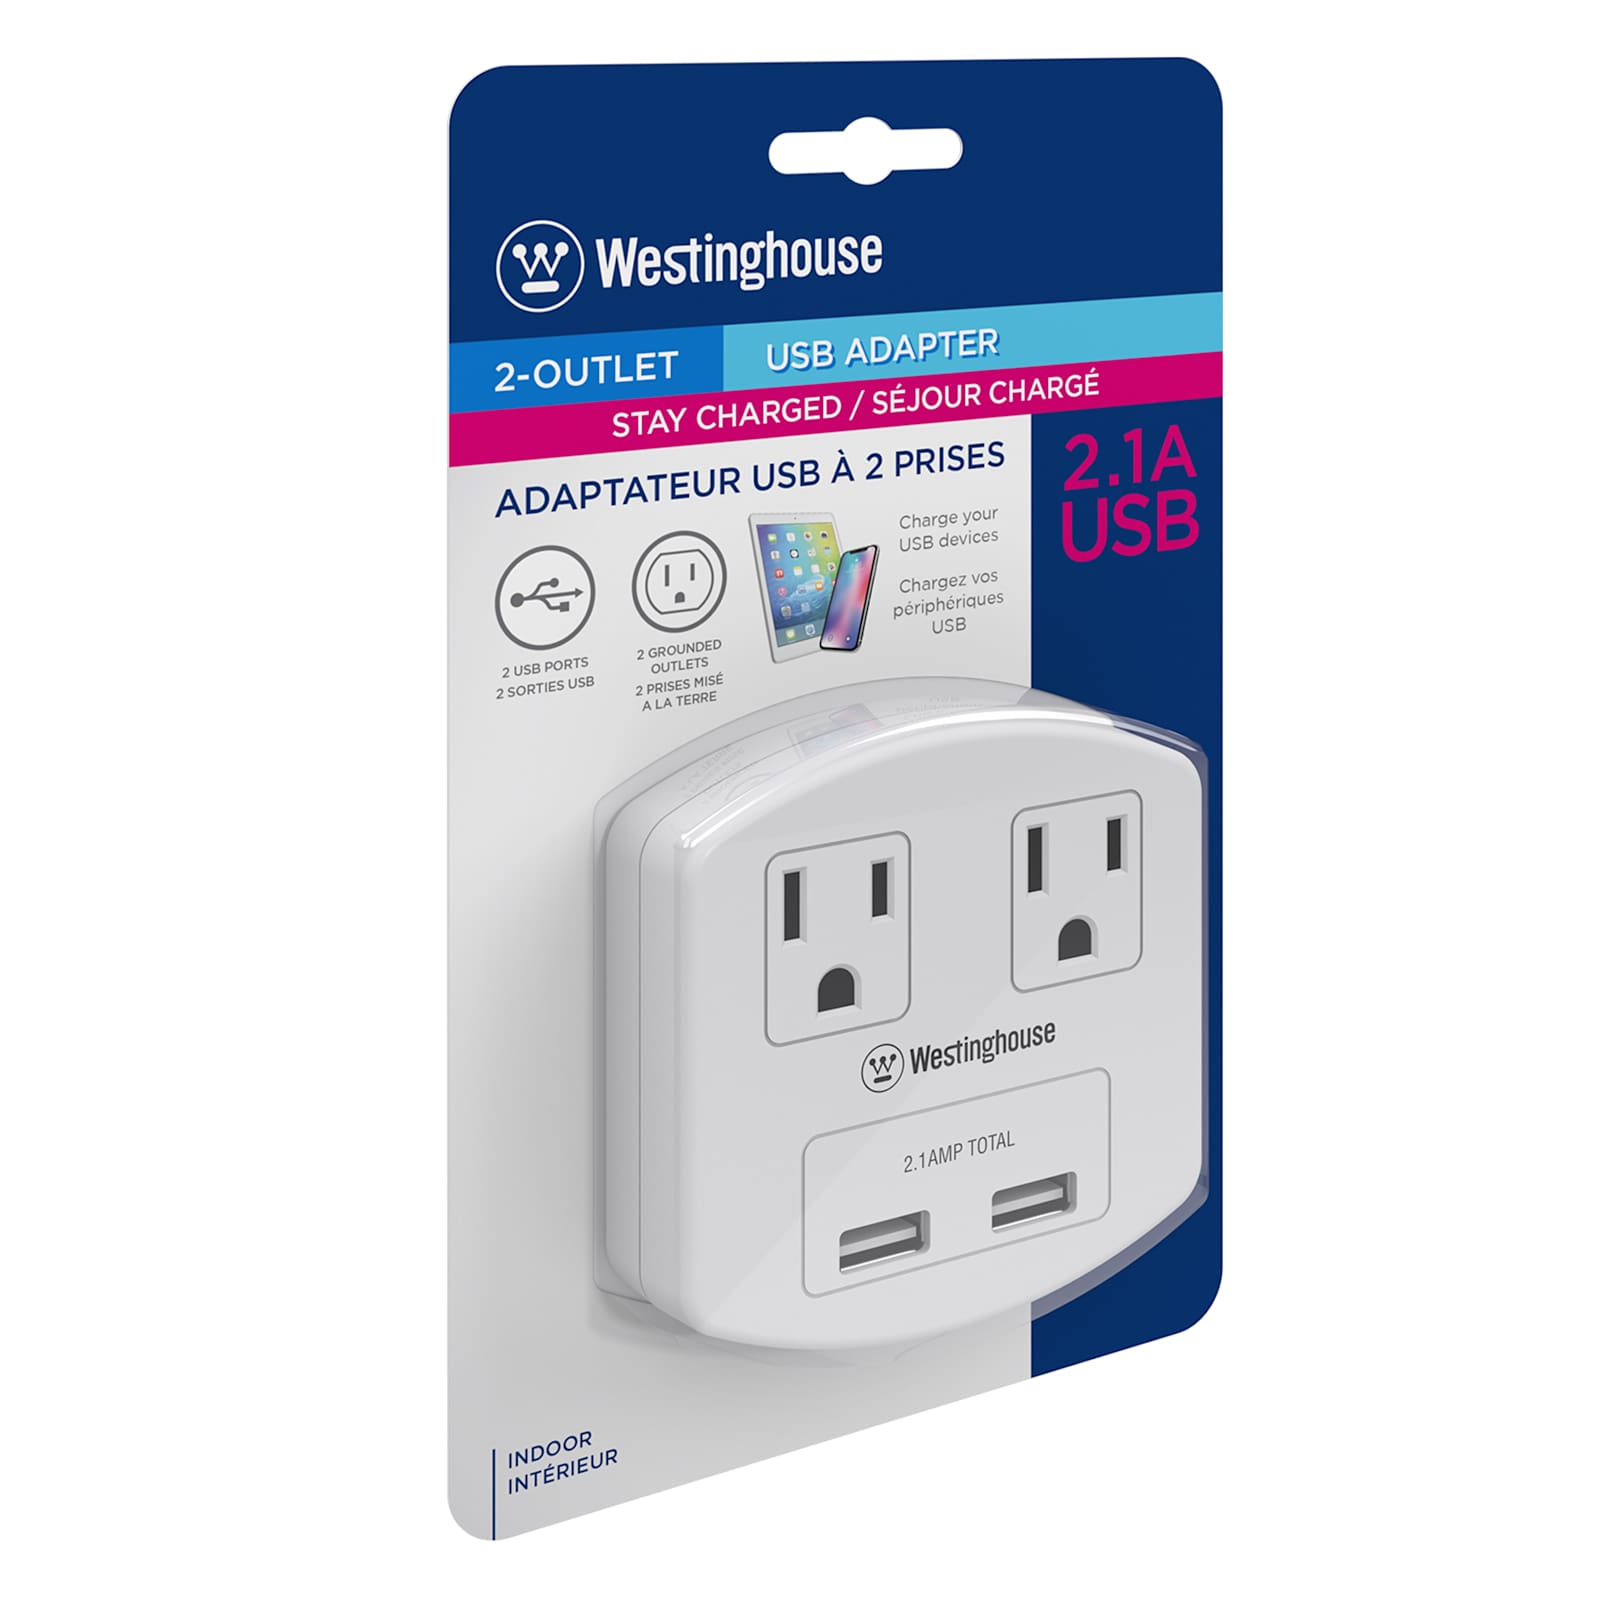 Westinghouse
2-OUTLET
USB ADAPTER
STAY CHARGED / SÉJOUR CHARGÉ
ADAPTATEUR USB À 2 PRISES
2.1A
USB
Charge your
USB devices
Chargez vos
périphériques
USB
2 USB PORTS
2 SORTIES USB
2 GROUNDED
OUTLETS
2 PRISES MISÉ
A LA TERRE
Westinghouse
2.1AMP TOTAL
INDOOR
INTÉRIEUR